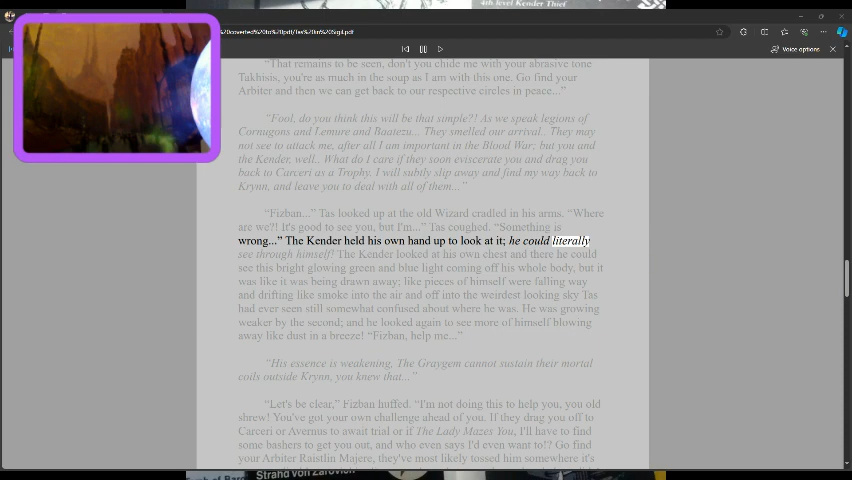 4th level Kender Thief
%20coverted%20to%20pdf/Tas%20in%20Sigil.pdf
Voice options
“That remains to be seen, don't you chide me with your abrasive tone
Takhisis, you're as much in the soup as I am with this one. Go find your
Arbiter and then we can get back to our respective circles in peace...”
“Fool, do you think this will be that simple?! As we speak legions of
Cornugons and Lemure and Baatezu... They smelled our arrival.. They may
not see to attack me, after all I am important in the Blood War; but you and
the Kender, well.. What do I care if they soon eviscerate you and drag you
back to Carceri as a Trophy. I will subtly slip away and find my way back to
Krynn, and leave you to deal with all of them...”
“Fizban...” Tas looked up at the old Wizard cradled in his arms. “Where
are we?! It's good to see you, but I'm...” Tas coughed. “Something is
wrong...” The Kender held his own hand up to look at it; he could literally
see through himself! The Kender looked at his own chest and there he could
see this bright glowing green and blue light coming off his whole body, but it
was like it was being drawn away; like pieces of himself were falling way
and drifting like smoke into the air and off into the weirdest looking sky Tas
had ever seen still somewhat confused about where he was. He was growing
weaker by the second; and he looked again to see more of himself blowing
away like dust in a breeze! “Fizban, help me...”
“His essence is weakening, The Graygem cannot sustain their mortal
coils outside Krynn, you knew that...”
“Let's be clear,” Fizban huffed. “I'm not doing this to help you, you old
shrew! You've got your own challenge ahead of you. If they drag you off to
Carceri or Avernus to await trial or if The Lady Mazes You, I'll have to find
some bashers to get you out, and who even says I'd even want to!? Go find
your Arbiter Raistlin Majere, they've most likely tossed him somewhere it's
Strahd von Zarovich